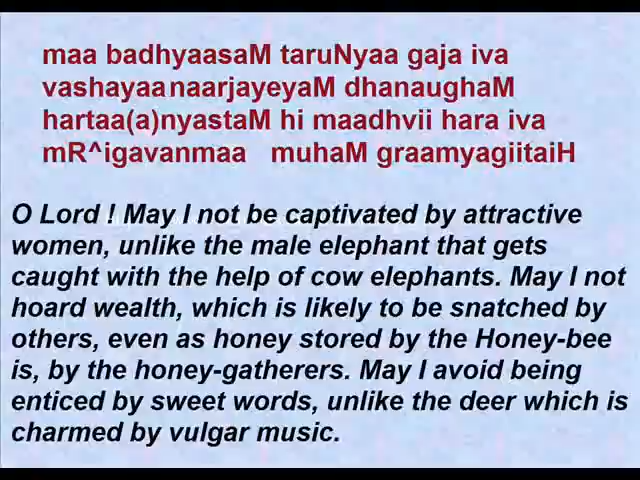 maa badhyaasaM taruNyaa gaja iva
vashayaanaarjayeyaM dhanaughaM
hartaa(a)nyastaM hi maadhvii hara iva
mR^igavanmaa muhaM graamyagiitaiH
O Lord ! May I not be captivated by attractive
women, unlike the male elephant that gets
caught with the help of cow elephants. May I not
hoard wealth, which is likely to be snatched by
others, even as honey stored by the Honey-bee
is, by the honey-gatherers. May I avoid being
enticed by sweet words, unlike the deer which is
charmed by vulgar music.